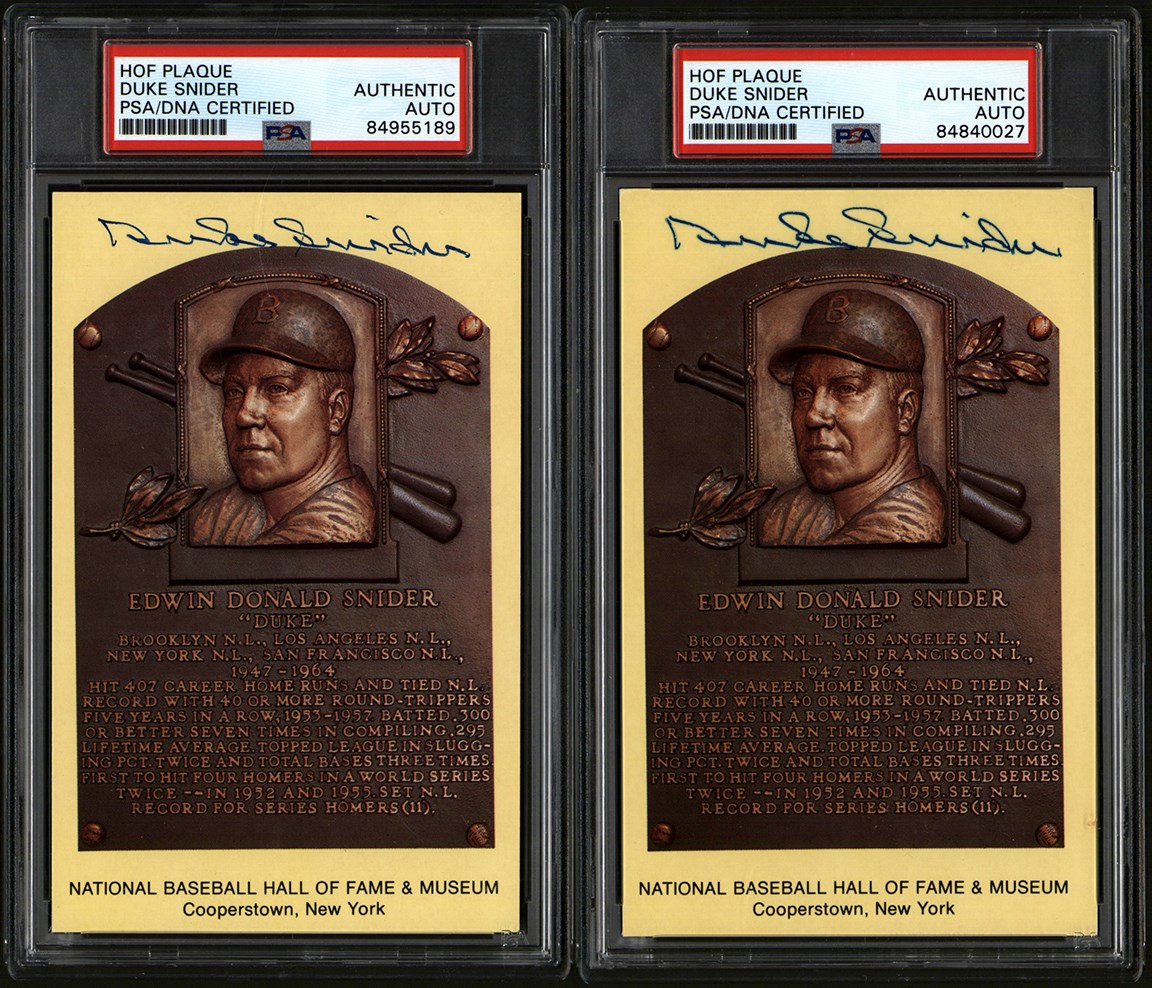 HOF PLAQUE
DUKE SNIDER
PSA/DNA CERTIFIED
AUTHENTIC
AUTO
84955189
PSA
Duke Snider
B
EDWIN DONALD SNIDER
"DUKE"
BROOKLYN N.L., LOS ANGELES N.L.,
NEW YORK N.L., SAN FRANCISCO N.L.,
1947-1964
HIT 407 CAREER HOME RUNS AND TIED N.L.
RECORD WITH 40 OR MORE ROUND-TRIPPERS
FIVE YEARS IN A ROW, 1953-1957. BATTED .300
OR BETTER SEVEN TIMES IN COMPILING .295
LIFETIME AVERAGE. TOPPED LEAGUE IN SLUGG-
ING PCT. TWICE AND TOTAL BASES THREE TIMES.
FIRST TO HIT FOUR HOMERS IN A WORLD SERIES
TWICE--IN 1952 AND 1955. SET N.L.
RECORD FOR SERIES HOMERS (11).
NATIONAL BASEBALL HALL OF FAME & MUSEUM
Cooperstown, New York
HOF PLAQUE
DUKE SNIDER
PSA/DNA CERTIFIED
AUTHENTIC
AUTO
84840027
PSA
Duke Snider
B
EDWIN DONALD SNIDER
"DUKE"
BROOKLYN N.L., LOS ANGELES N.L.,
NEW YORK N.L., SAN FRANCISCO N.L.,
1947-1964
HIT 407 CAREER HOME RUNS AND TIED N.L.
RECORD WITH 40 OR MORE ROUND-TRIPPERS
FIVE YEARS IN A ROW, 1953-1957. BATTED .300
OR BETTER SEVEN TIMES IN COMPILING .295
LIFETIME AVERAGE. TOPPED LEAGUE IN SLUGG-
ING PCT. TWICE AND TOTAL BASES THREE TIMES.
FIRST TO HIT FOUR HOMERS IN A WORLD SERIES
TWICE--IN 1952 AND 1955. SET N.L.
RECORD FOR SERIES HOMERS (11).
NATIONAL BASEBALL HALL OF FAME & MUSEUM
Cooperstown, New York